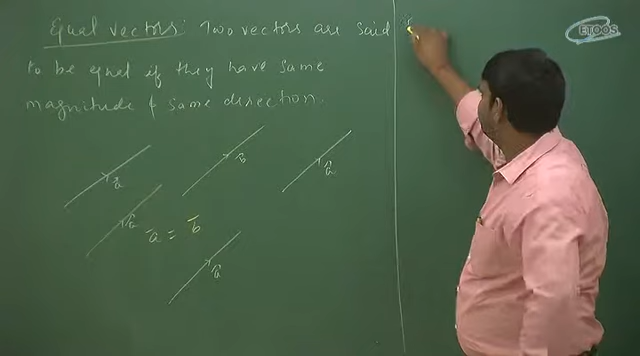 Equal vectors: Two vectors are said
to be equal if they have same
magnitude & same direction.
ETOOS
a̅
b̅
a̅
a̅
a̅ = b̅
a̅